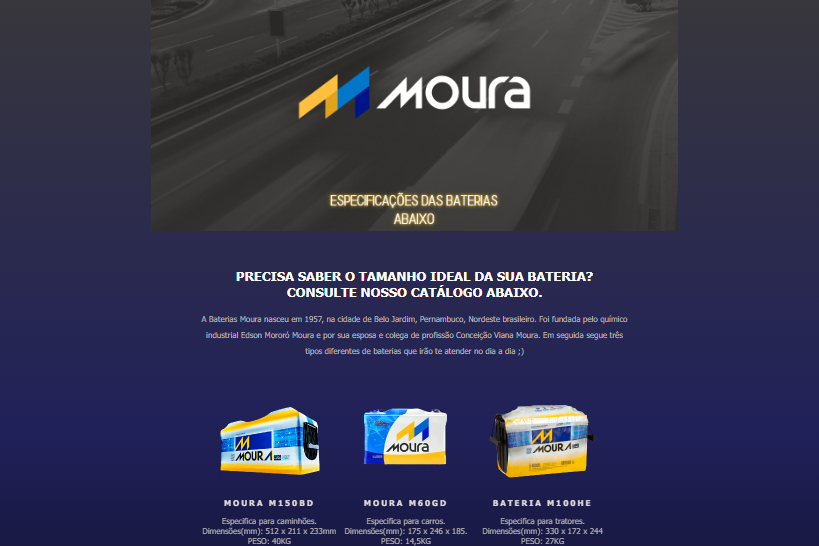 MOURA
ESPECIFICAÇÕES DAS BATERIAS
ABAIXO
PRECISA SABER O TAMANHO IDEAL DA SUA BATERIA?
CONSULTE NOSSO CATÁLOGO ABAIXO.
A Baterias Moura nasceu em 1957, na cidade de Belo Jardim, Pernambuco, Nordeste brasileiro. Foi fundada pelo químico
industrial Edson Mororó Moura e por sua esposa e colega de profissão Conceição Viana Moura. Em seguida segue três
tipos diferentes de baterias que irão te atender no dia a dia ;)
MOURA
moura
MOURA
MOURA M150BD
MOURA M60GD
BATERIA M100HE
Especifica para caminhões.
Especifica para carros.
Especifica para tratores.
Dimensões(mm): 512 x 211 x 233mm
Dimensões(mm): 175 x 246 x 185.
Dimensões(mm): 330 x 172 x 244
PESO: 40KG
PESO: 14,5KG
PESO: 27KG